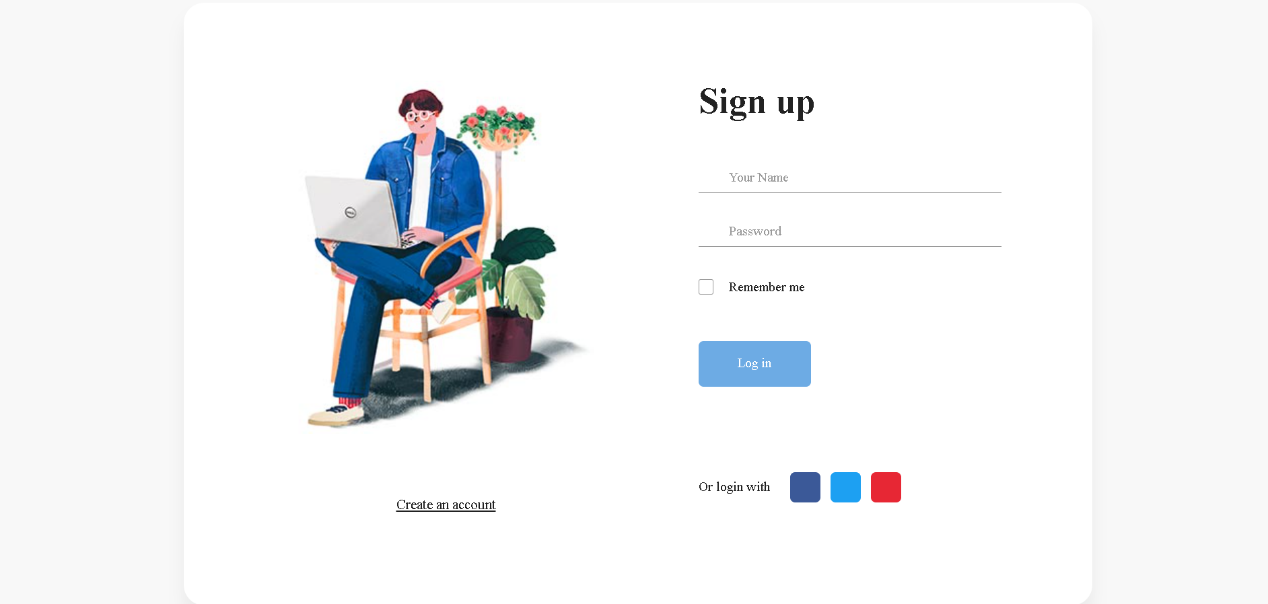 Sign up
Your Name
Password
Remember me
Log in
Or login with
Create an account